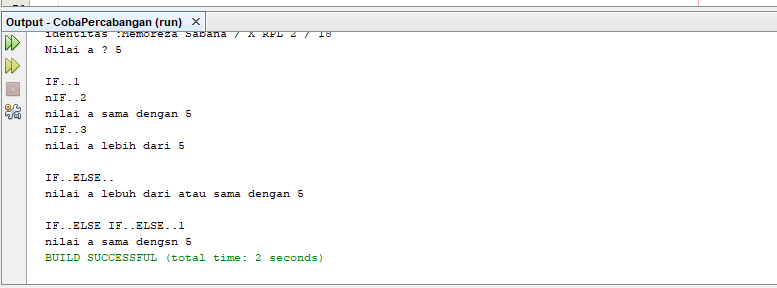 Output - CobaPercabangan (run)
identitas :Memoreza Sabana / X RPL 2 / 18
Nilai a ? 5
IF..1
nIF..2
nilai a sama dengan 5
nIF..3
nilai a lebih dari 5
IF..ELSE..
nilai a lebuh dari atau sama dengan 5
IF..ELSE IF..ELSE..1
nilai a sama dengsn 5
BUILD SUCCESSFUL (total time: 2 seconds)